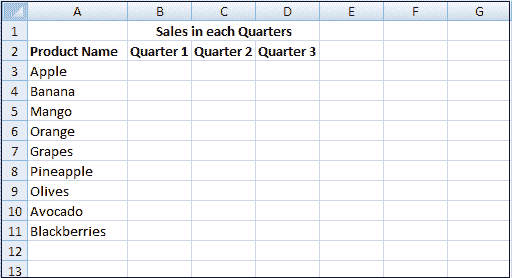 A B C D E F G
1 Sales in each Quarters
2 Product Name Quarter 1 Quarter 2 Quarter 3
3 Apple
4 Banana
5 Mango
6 Orange
7 Grapes
8 Pineapple
9 Olives
10 Avocado
11 Blackberries
12
13